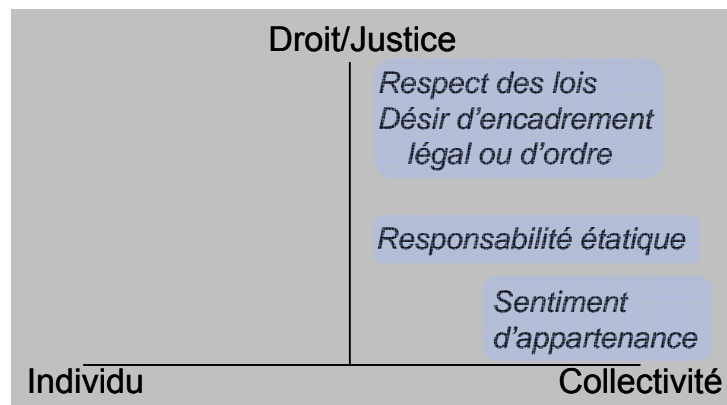 Droit/Justice
Respect des lois
Désir d'encadrement
légal ou d'ordre
Responsabilité étatique
Sentiment
d'appartenance
Individu
Collectivité